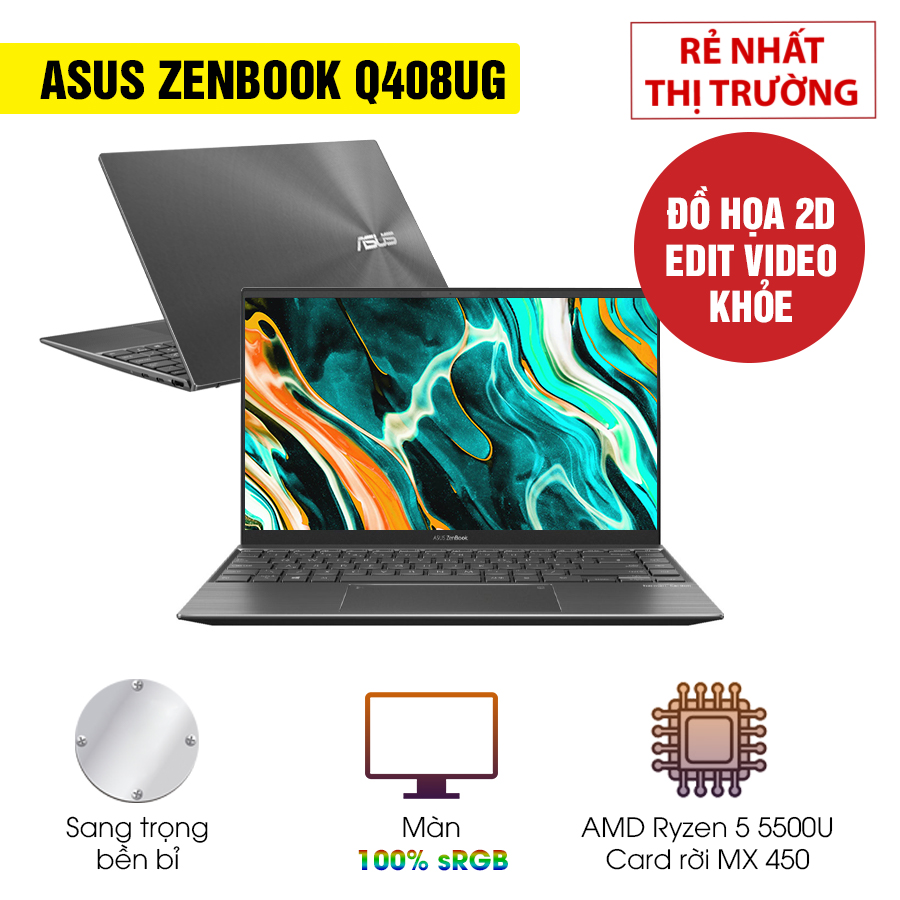 ASUS ZENBOOK Q408UG
RẺ NHẤT
THỊ TRƯỜNG
ĐỒ HỌA 2D
EDIT VIDEO
KHỎE
ASUS
ASUS ZenBook
Sang trọng
bền bỉ
Màn
100% sRGB
AMD Ryzen 5 5500U
Card rời MX 450